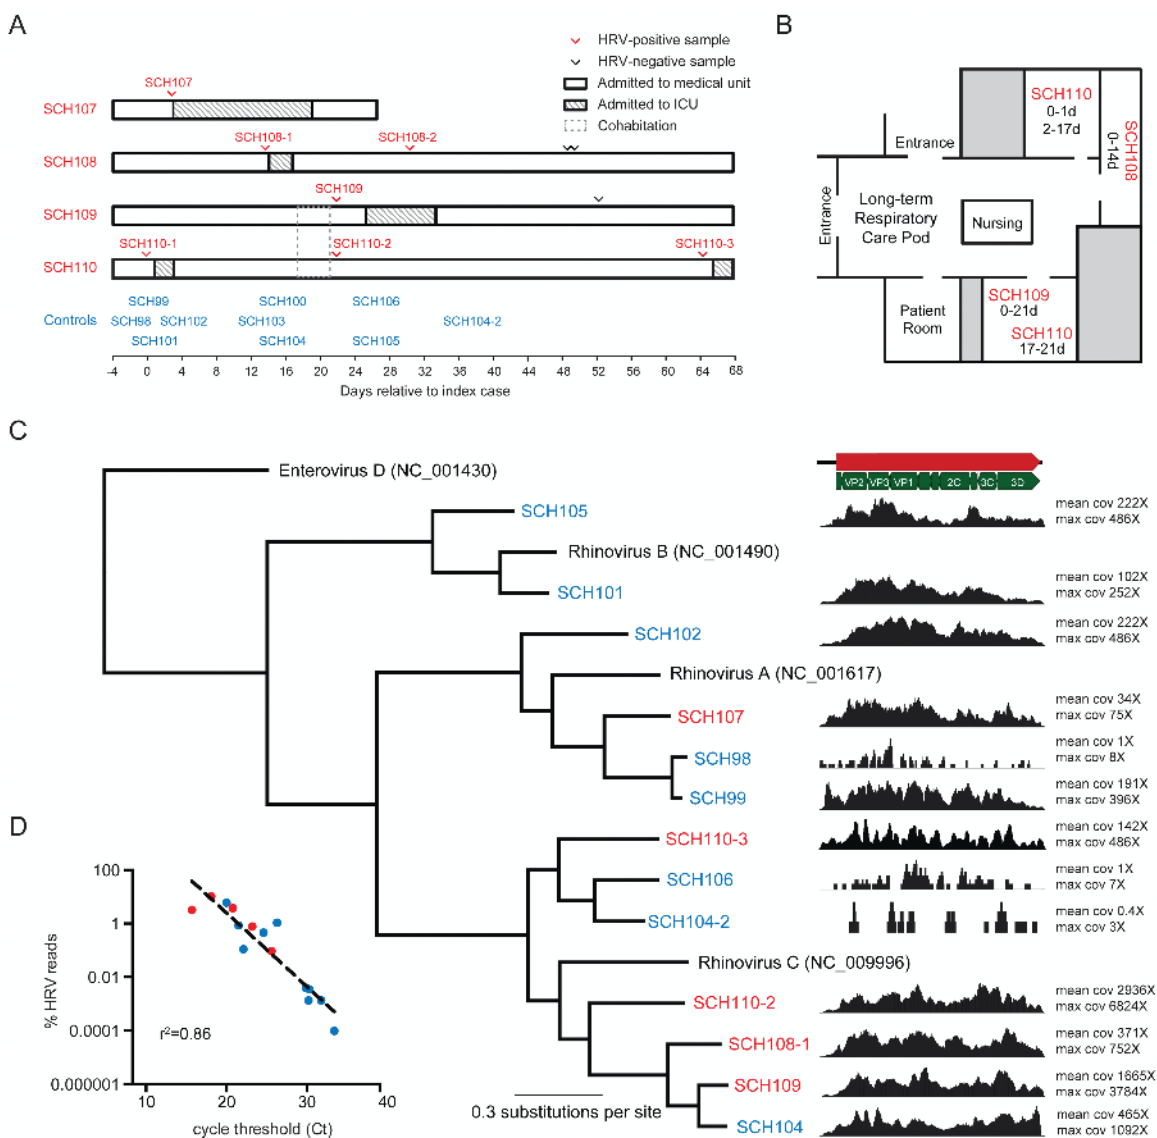 A
HRV-positive sample
HRV-negative sample
Admitted to medical unit
Admitted to ICU
Cohabitation
SCH107
SCH107
SCH108-1
SCH108-2
SCH108
SCH109
SCH109
SCH110-1
SCH110-2
SCH110-3
SCH110
Controls
SCH99
SCH100
SCH106
SCH98
SCH102
SCH103
SCH104-2
SCH101
SCH104
SCH105
-4 0 4 8 12 16 20 24 28 32 36 40 44 48 52 56 60 64 68
Days relative to index case
B
SCH110
0-1d
2-17d
SCH108
0-14d
Entrance
Entrance
Long-term
Respiratory
Care Pod
Nursing
Patient
Room
SCH109
0-21d
SCH110
17-21d
C
Enterovirus D (NC_001430)
VP2 VP3 VP1 2C 3C 3D
SCH105
mean cov 222X
max cov 486X
Rhinovirus B (NC_001490)
SCH101
mean cov 102X
max cov 252X
SCH102
mean cov 222X
max cov 486X
Rhinovirus A (NC_001617)
SCH107
mean cov 34X
max cov 75X
SCH98
mean cov 1X
max cov 8X
SCH99
mean cov 191X
max cov 396X
SCH110-3
mean cov 142X
max cov 486X
SCH106
mean cov 1X
max cov 7X
SCH104-2
mean cov 0.4X
max cov 3X
Rhinovirus C (NC_009996)
SCH110-2
mean cov 2936X
max cov 6824X
SCH108-1
mean cov 371X
max cov 752X
SCH109
mean cov 1665X
max cov 3784X
SCH104
mean cov 465X
max cov 1092X
0.3 substitutions per site
D
100
1
0.01
0.0001
0.000001
% HRV reads
r²=0.86
10 20 30 40
cycle threshold (Ct)